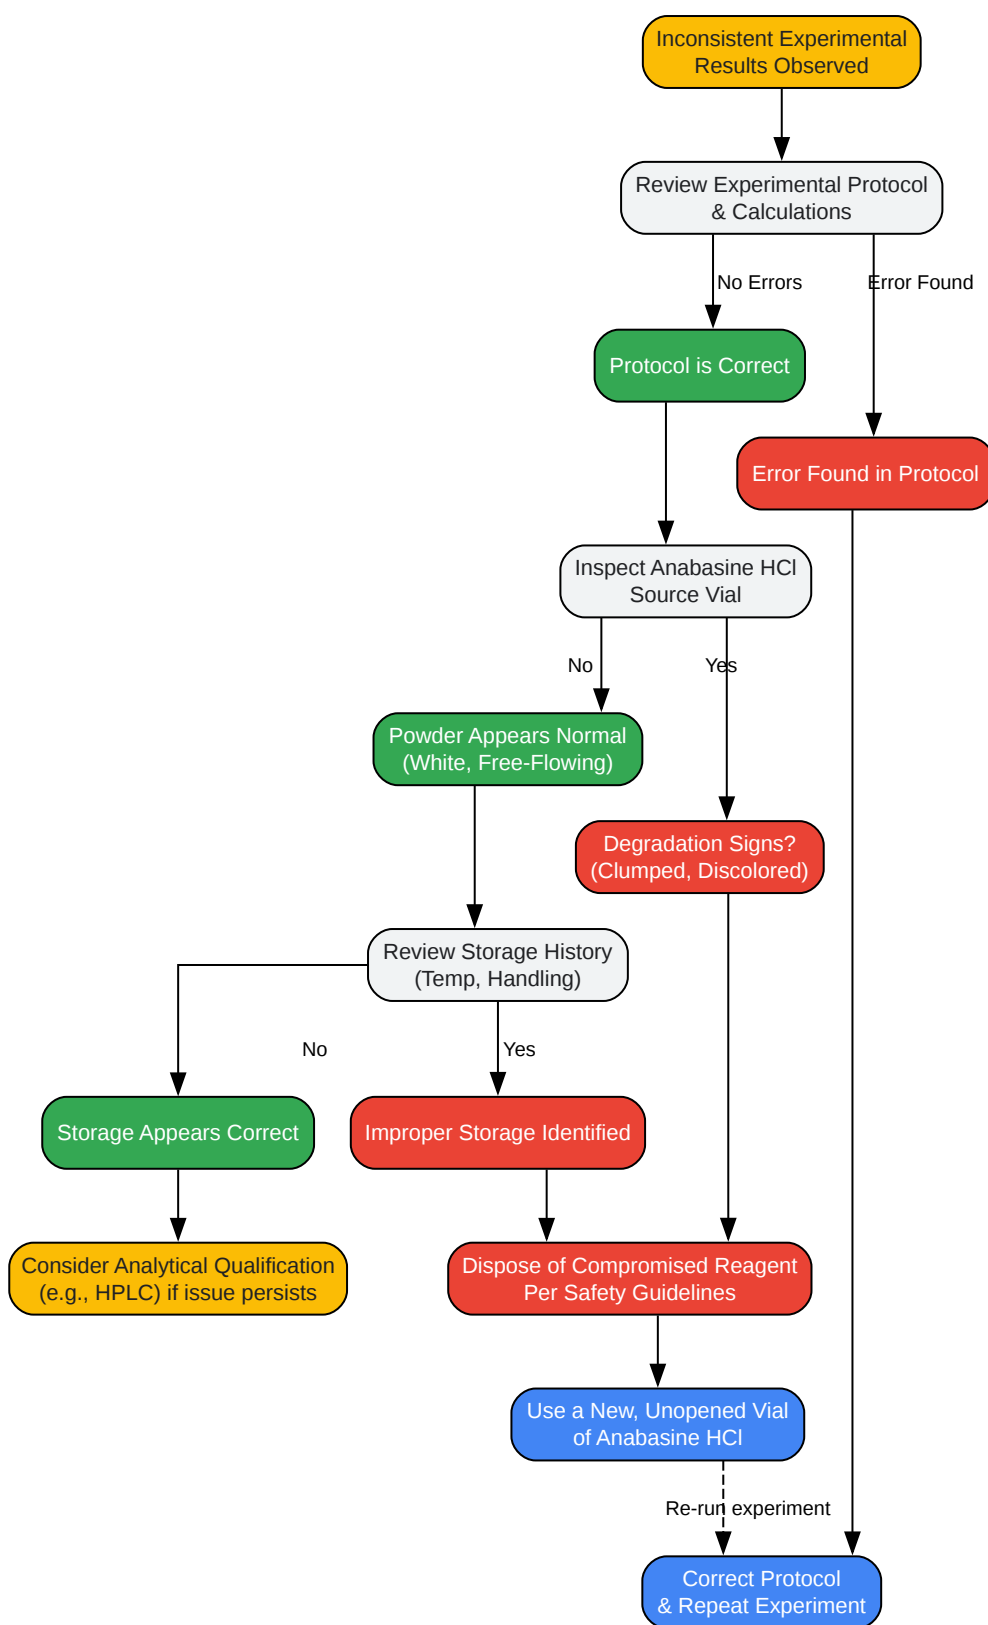 Inconsistent Experimental
Results Observed
Review Experimental Protocol
& Calculations
No Errors
Error Found
Protocol is Correct
Error Found in Protocol
Inspect Anabasine HCl
Source Vial
No
Yes
Powder Appears Normal
(White, Free-Flowing)
Degradation Signs?
(Clumped, Discolored)
Review Storage History
(Temp, Handling)
No
Yes
Storage Appears Correct
Improper Storage Identified
Consider Analytical Qualification
(e.g., HPLC) if issue persists
Dispose of Compromised Reagent
Per Safety Guidelines
Use a New, Unopened Vial
of Anabasine HCl
Re-run experiment
Correct Protocol
& Repeat Experiment